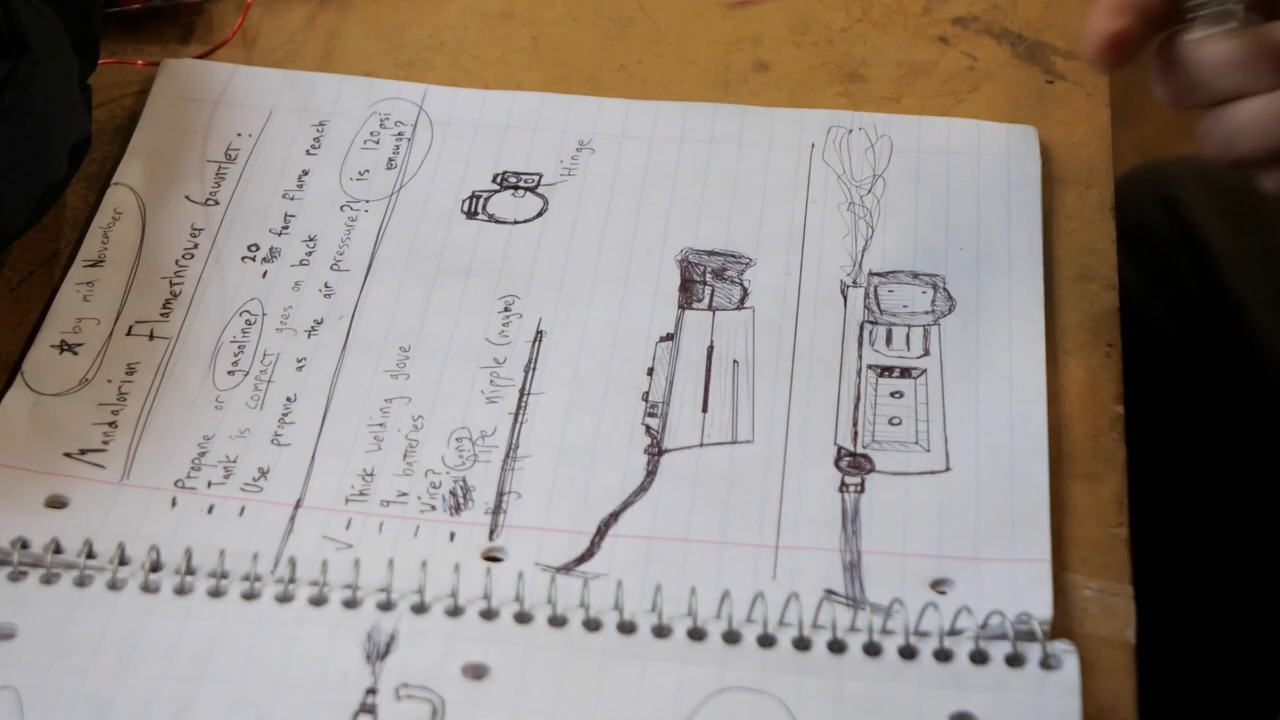 ★ by mid November
Mandalorian Flamethrower Gauntlet:
- Propane or gasoline?
- Tank is compact - 20 foot flame reach
- Use propane as goes on back
the air pressure?! is 120 psi enough?
✓ - Thick welding glove
- 9v batteries
- Wire?
- Long pipe nipple (maybe)
Hinge